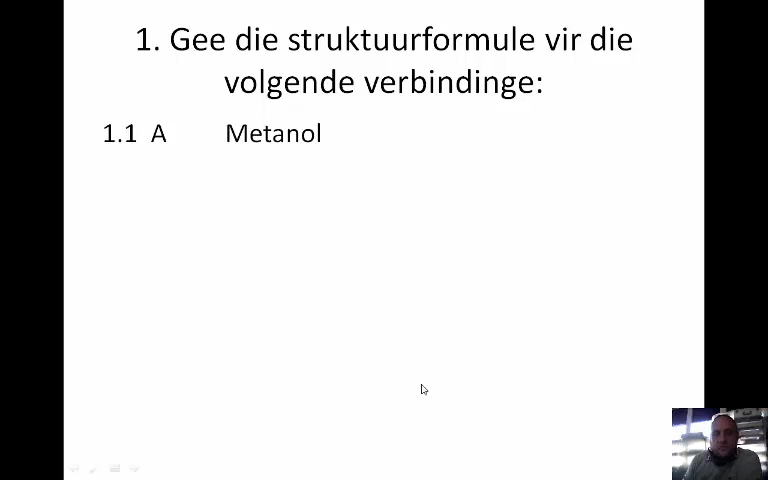 1. Gee die struktuurformule vir die
volgende verbindinge:
1.1 A Metanol